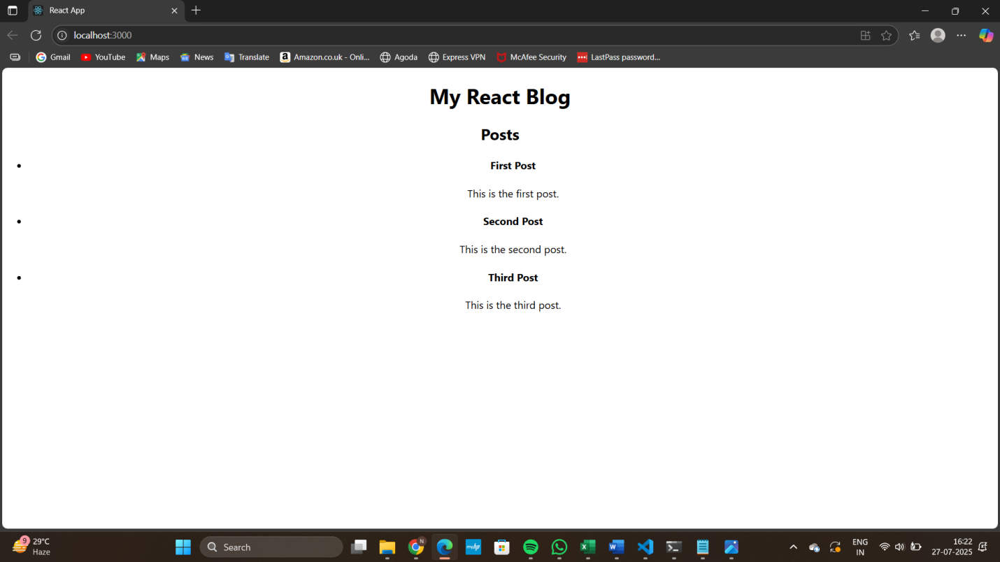 React App
localhost:3000
Gmail YouTube Maps News Translate Amazon.co.uk - Onli... Agoda Express VPN McAfee Security LastPass password...
My React Blog
Posts
• First Post
This is the first post.
• Second Post
This is the second post.
• Third Post
This is the third post.
9 29°C
Haze
Search
N
myhp
ENG
IN
16:22
27-07-2025